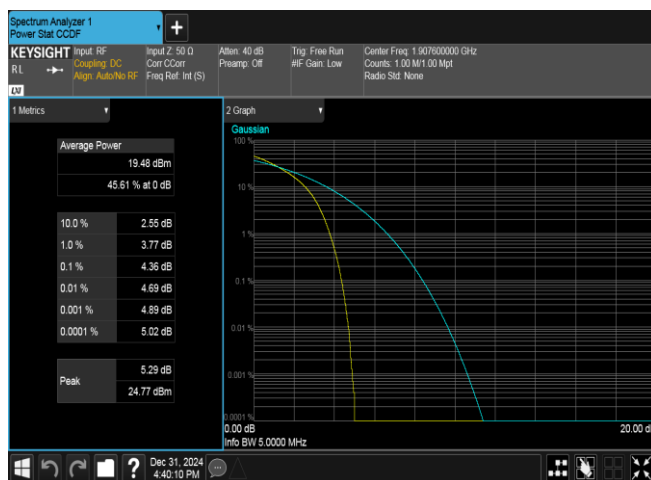 Spectrum Analyzer 1
Power Stat CCDF
+
KEYSIGHT
RL
LXI
Input: RF
Coupling: DC
Align: Auto/No RF
Input Z: 50 Ω
Corr CCorr
Freq Ref: Int (S)
Atten: 40 dB
Preamp: Off
Trig: Free Run
#IF Gain: Low
Center Freq: 1.907600000 GHz
Counts: 1.00 M/1.00 Mpt
Radio Std: None
1 Metrics
Average Power
19.48 dBm
45.61 % at 0 dB
10.0 % 2.55 dB
1.0 % 3.77 dB
0.1 % 4.36 dB
0.01 % 4.69 dB
0.001 % 4.89 dB
0.0001 % 5.02 dB
Peak
5.29 dB
24.77 dBm
2 Graph
Gaussian
100 %
10 %
1 %
0.1 %
0.01 %
0.001 %
0.0001 %
0.00 dB
20.00 d
Info BW 5.0000 MHz
?
Dec 31, 2024
4:40:10 PM